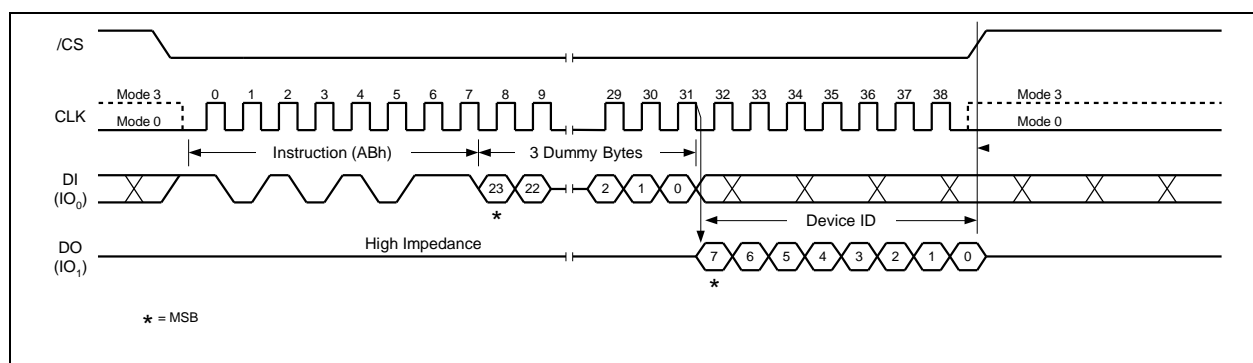 /CS
Mode 3 0 1 2 3 4 5 6 7 8 9 29 30 31 32 33 34 35 36 37 38 Mode 3
CLK
Mode 0 Mode 0
Instruction (ABh) 3 Dummy Bytes
DI
(IO0)
23 22 2 1 0
*
Device ID
High Impedance
DO
(IO1)
7 6 5 4 3 2 1 0
*
* = MSB